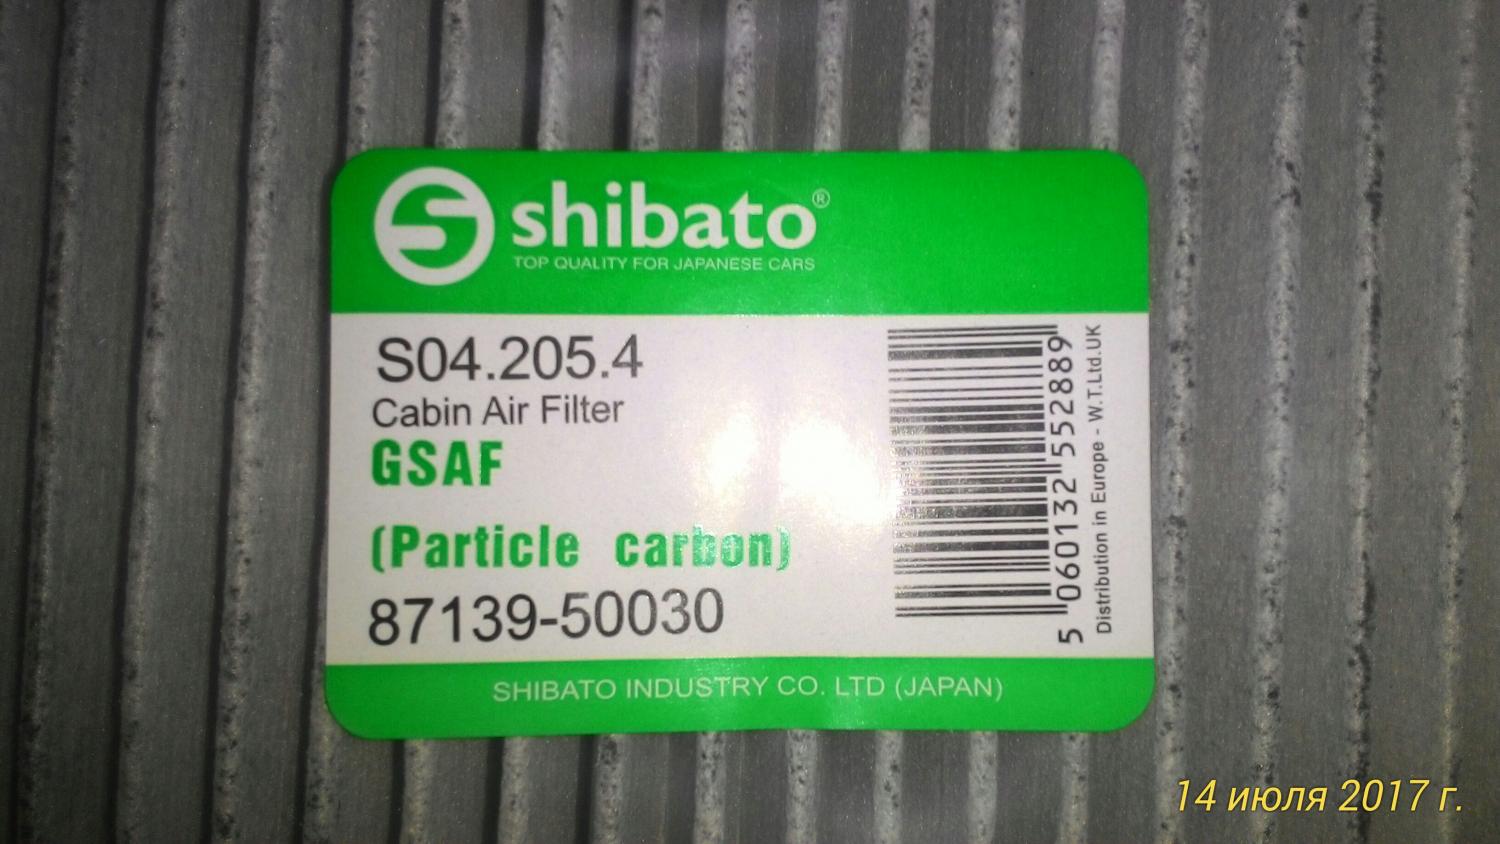 shibato®
TOP QUALITY FOR JAPANESE CARS
S04.205.4
Cabin Air Filter
GSAF
(Particle carbon)
87139-50030
5 060132 552889
Distribution in Europe - W.T.Ltd.UK
SHIBATO INDUSTRY CO. LTD (JAPAN)
14 июля 2017 г.